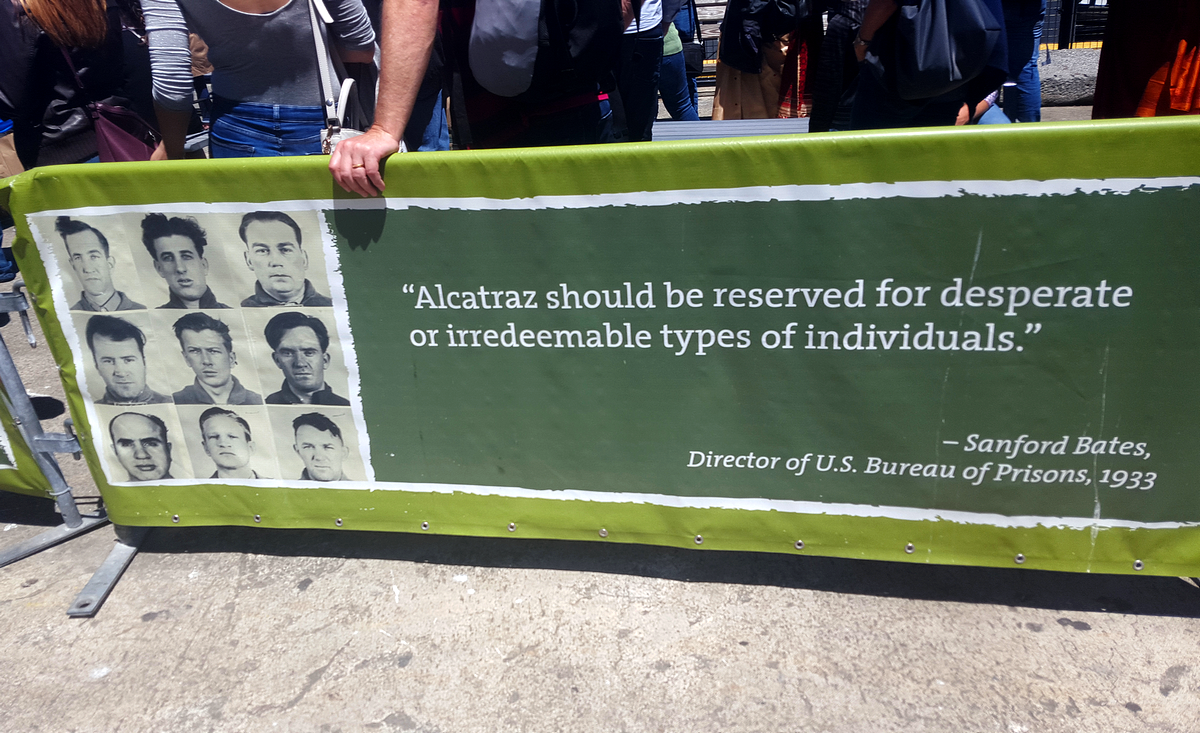 “Alcatraz should be reserved for desperate
or irredeemable types of individuals.”
– Sanford Bates,
Director of U.S. Bureau of Prisons, 1933